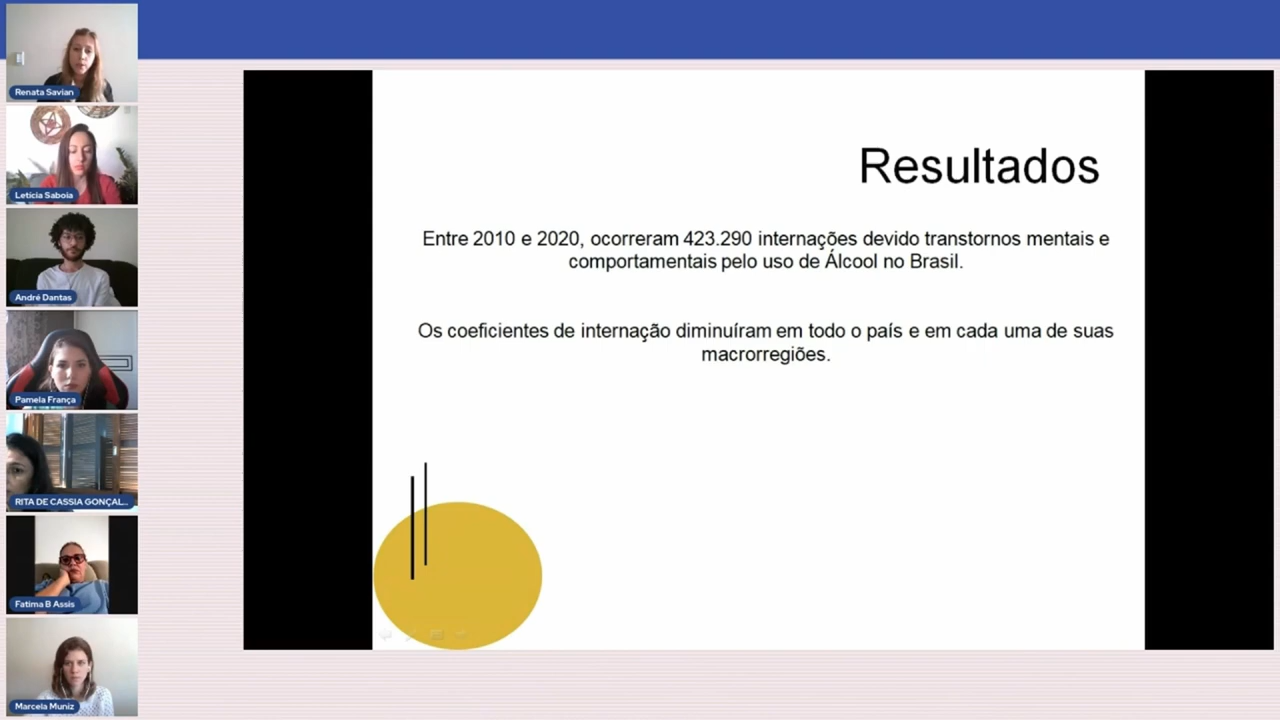 Renata Savian
Letícia Saboia
André Dantas
Pamela França
RITA DE CASSIA GONÇAL...
Fatima B Assis
Marcela Muniz
Resultados
Entre 2010 e 2020, ocorreram 423.290 internações devido transtornos mentais e
comportamentais pelo uso de Álcool no Brasil.
Os coeficientes de internação diminuíram em todo o país e em cada uma de suas
macrorregiões.